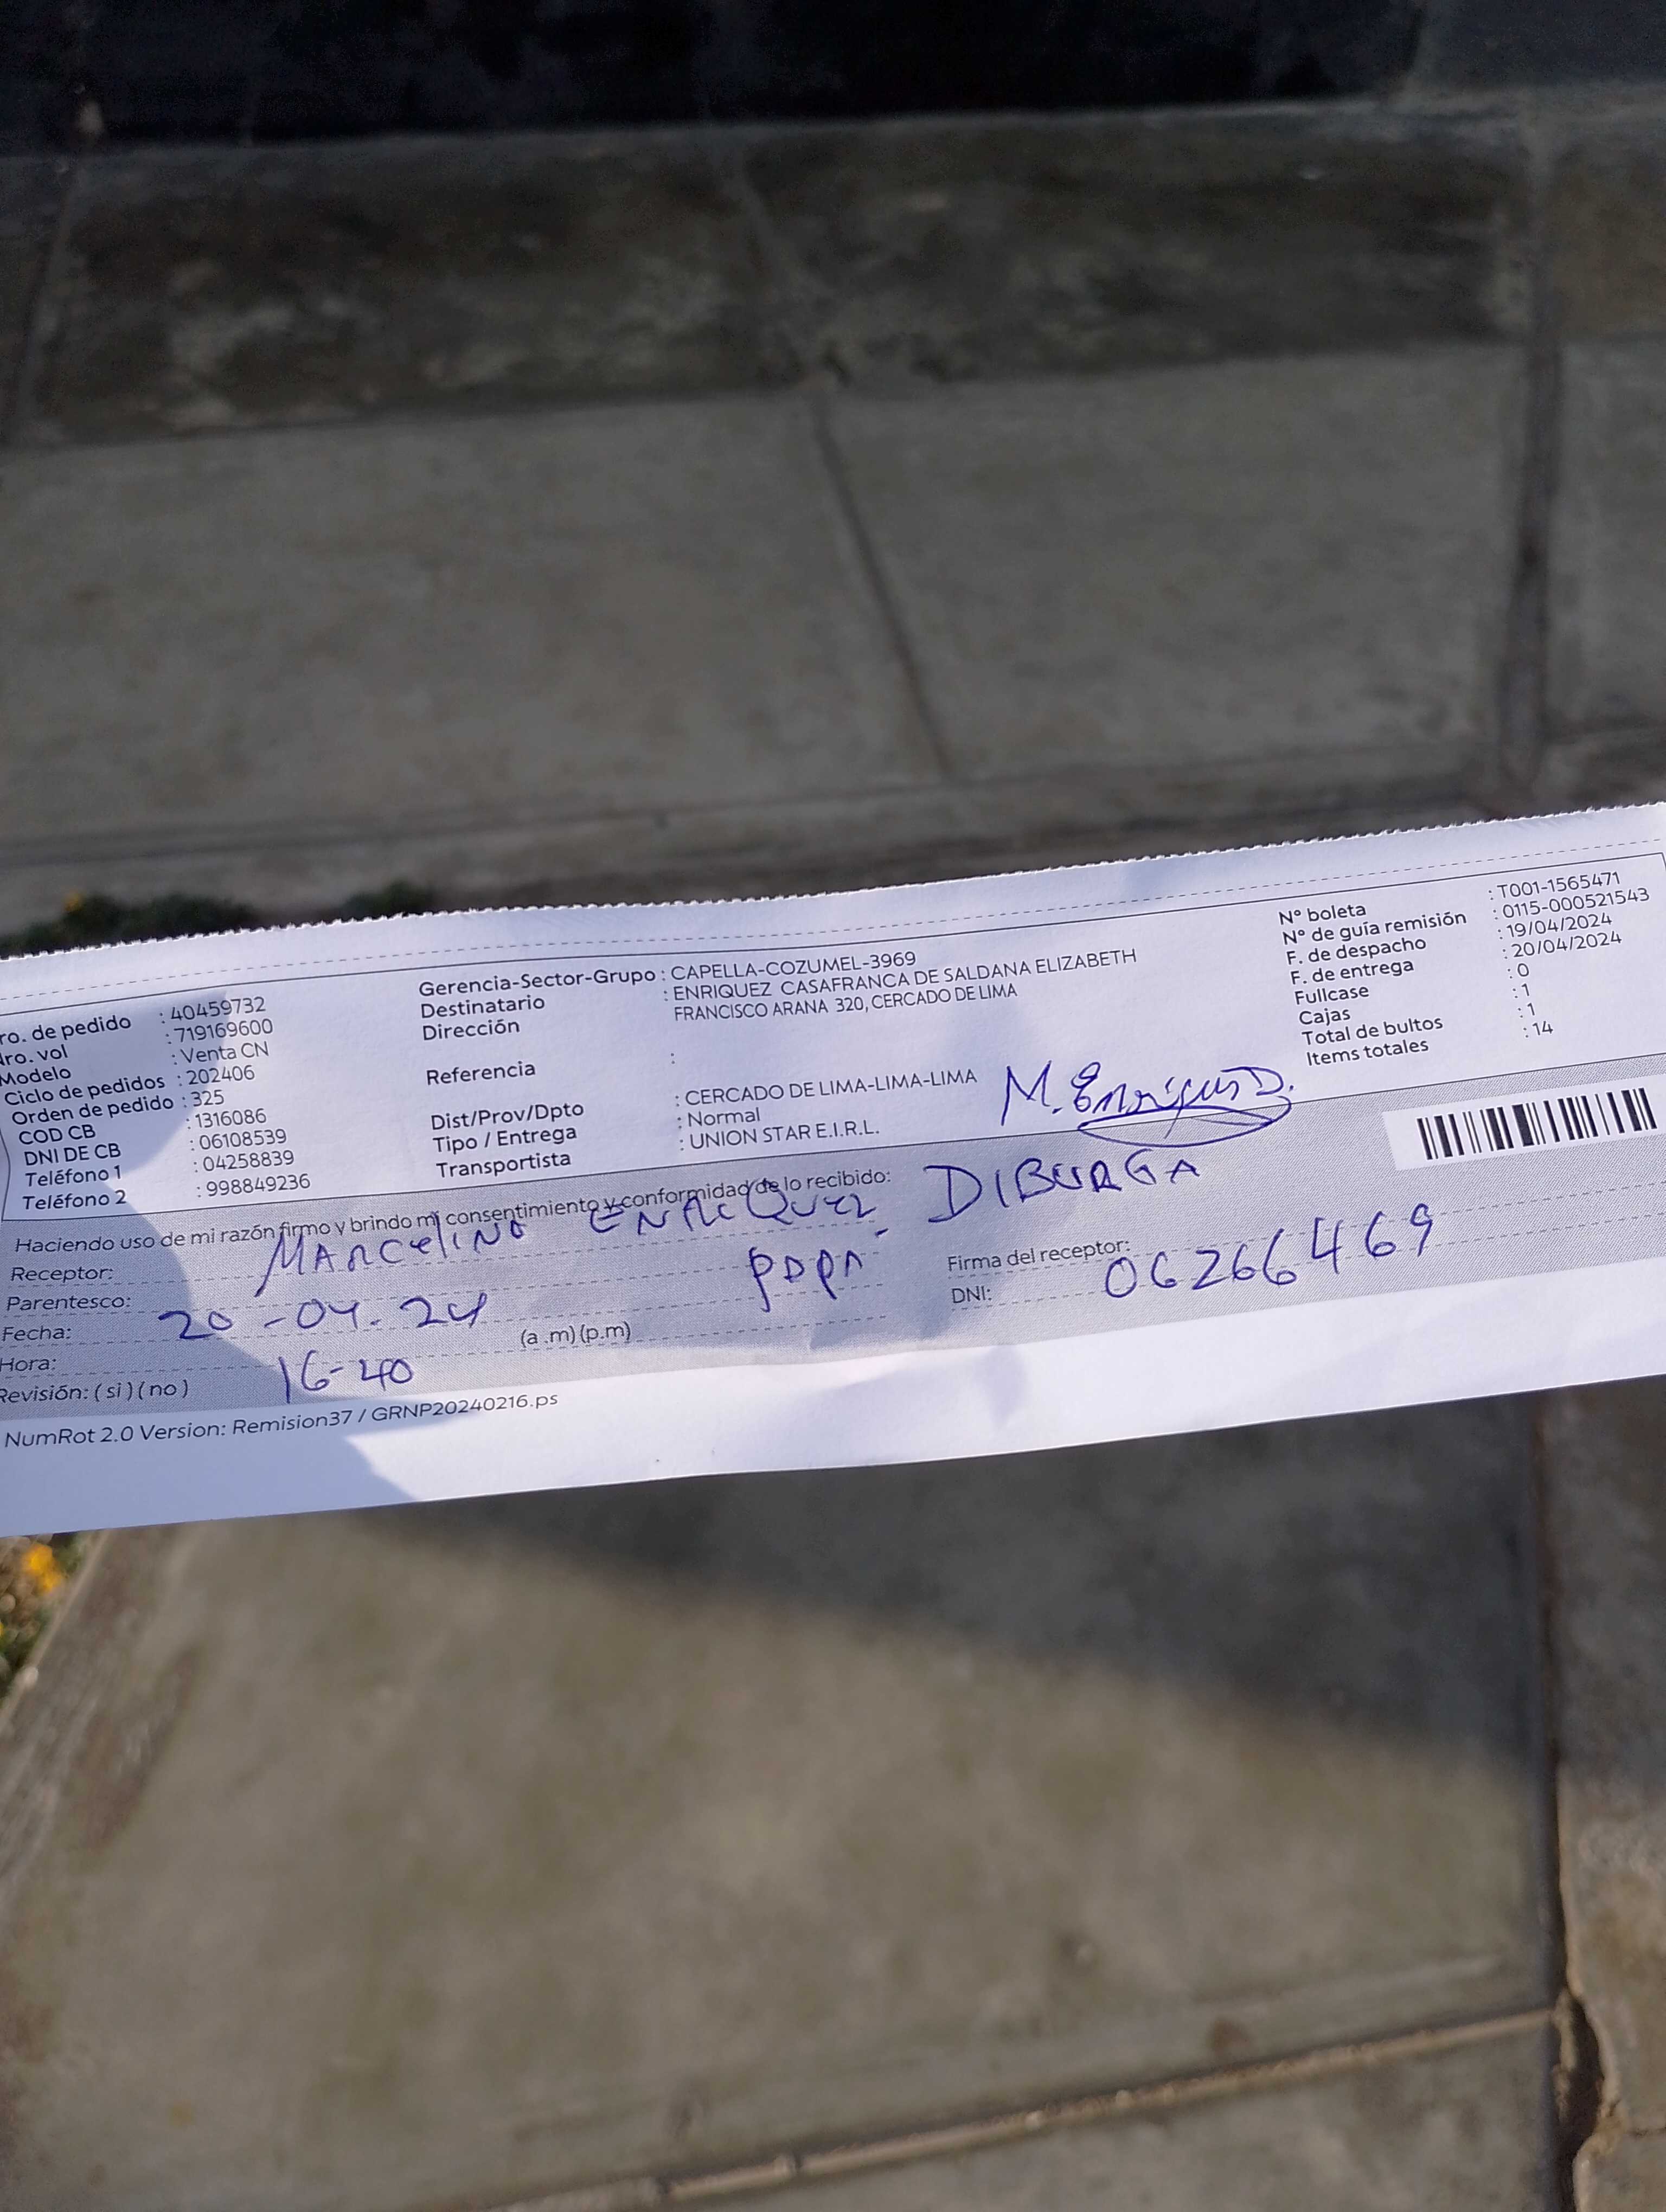 ro. de pedido : 40459732
Nro. vol : 719169600
Modelo : Venta CN
Ciclo de pedidos : 202406
Orden de pedido : 325
COD CB : 1316086
DNI DE CB : 06108539
Teléfono 1 : 04258839
Teléfono 2 : 998849236
Gerencia-Sector-Grupo : CAPELLA-COZUMEL-3969
Destinatario : ENRIQUEZ CASAFRANCA DE SALDANA ELIZABETH
Dirección FRANCISCO ARANA 320, CERCADO DE LIMA
Referencia :
Dist/Prov/Dpto : CERCADO DE LIMA-LIMA-LIMA
Tipo / Entrega : Normal
Transportista : UNION STAR E.I.R.L.
N° boleta : T001-1565471
N° de guía remisión : 0115-000521543
F. de despacho : 19/04/2024
F. de entrega : 20/04/2024
Fullcase : 0
Cajas : 1
Total de bultos : 1
Items totales : 14
M. Enriquez D.
Haciendo uso de mi razón firmo y brindo mi consentimiento y conformidad de lo recibido:
Receptor: MARCELINO ENRIQUEZ DIBURGA
Parentesco: PAPA
Firma del receptor:
DNI: 06266469
Fecha: 20-04-24
Hora: 16-40 (a .m) (p.m)
Revisión: ( si ) ( no )
NumRot 2.0 Version: Remision37 / GRNP20240216.ps